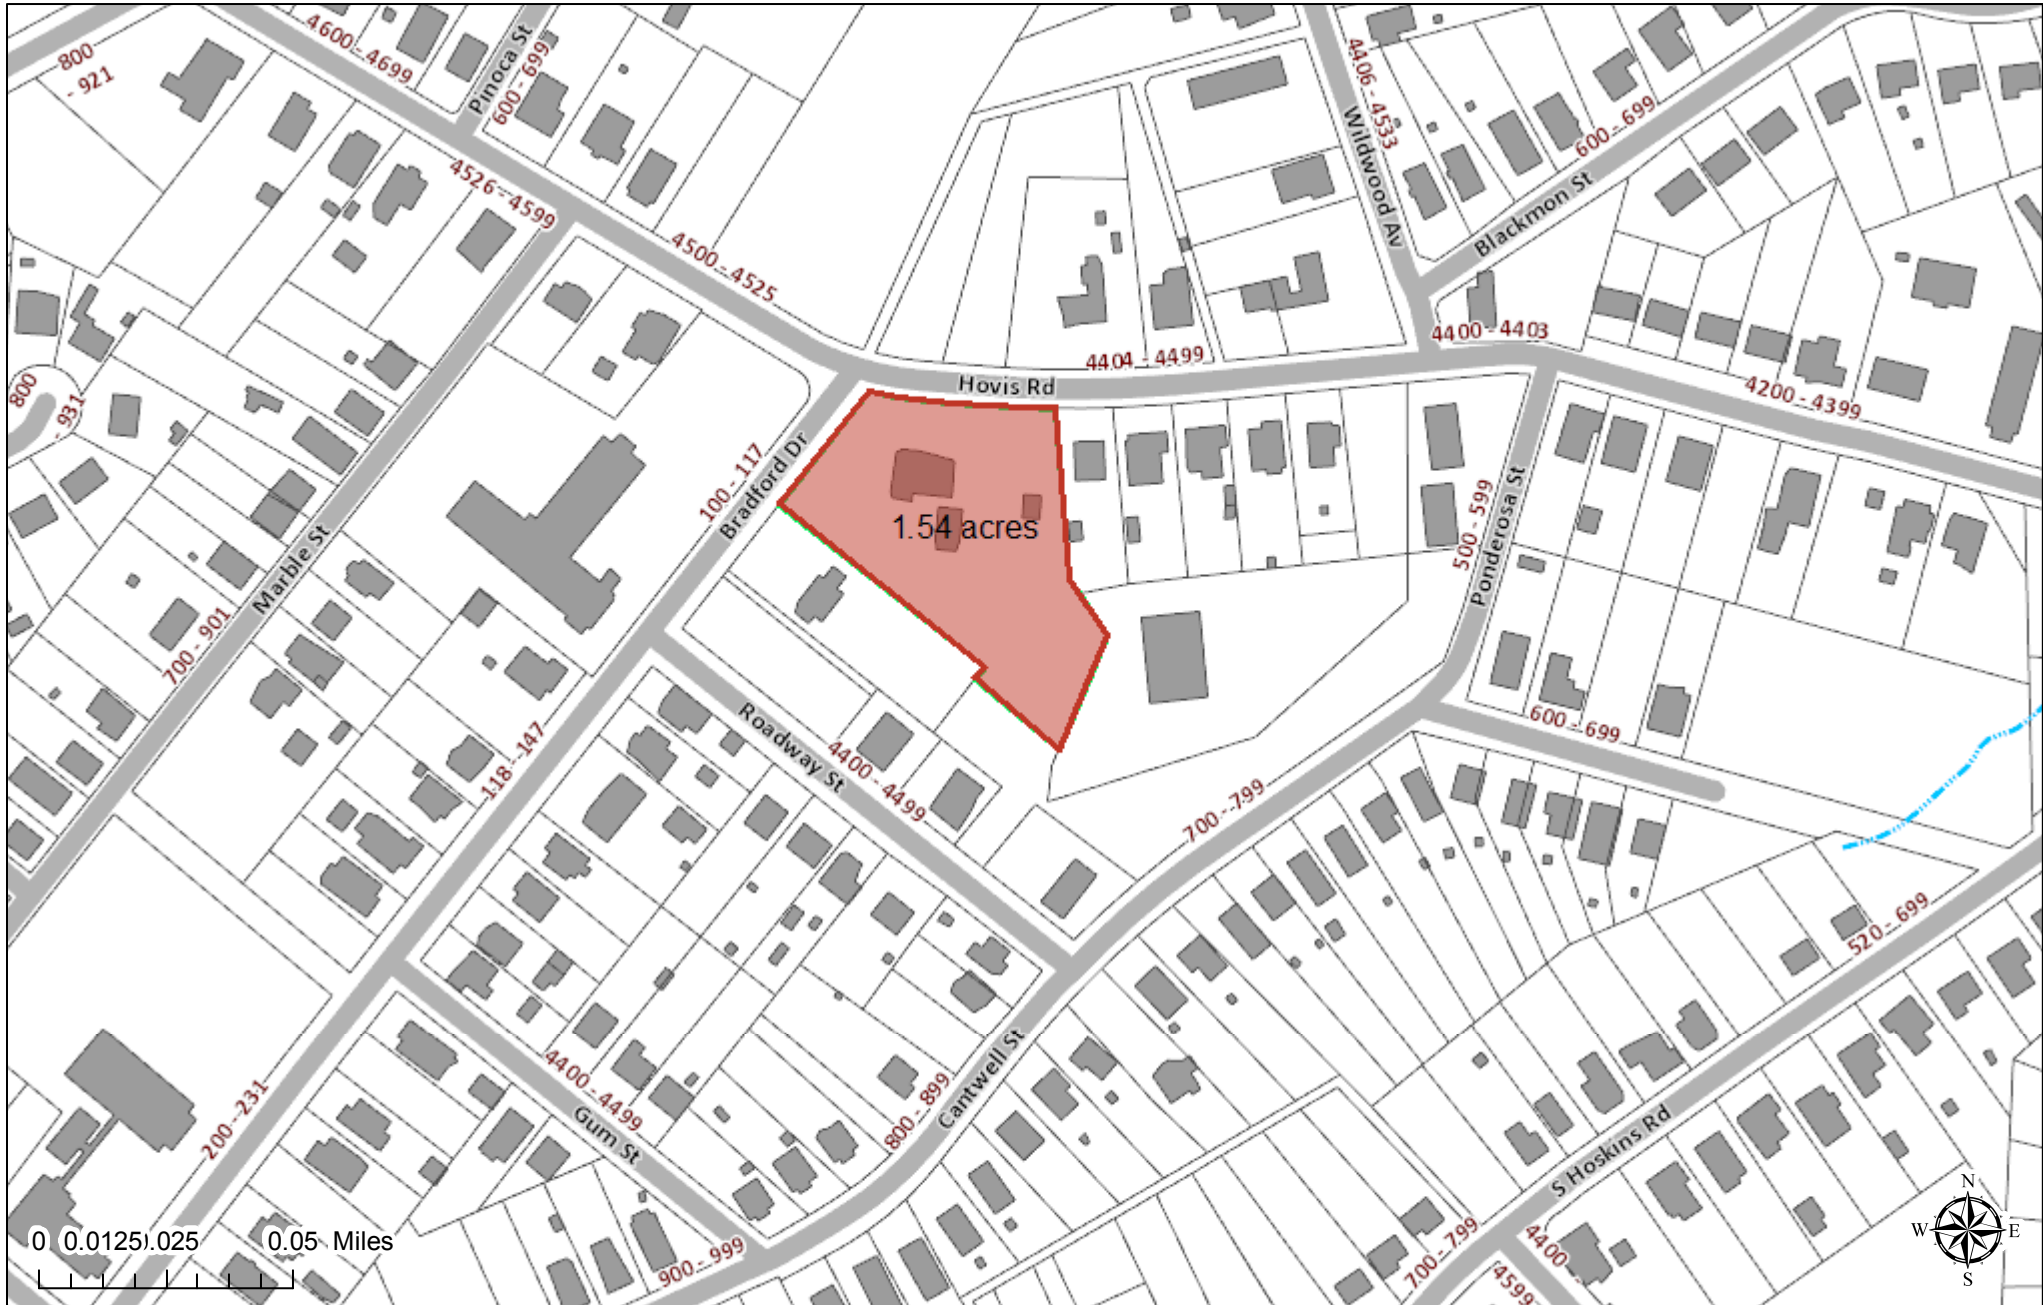 800
- 921
4600 - 4699
Pinoca St
600 - 699
4526 - 4599
4500 - 4525
4406 - 4533
Wildwood Av
600 - 699
Blackmon St
4400 - 4403
4404 - 4499
Hovis Rd
4200 - 4399
800
- 931
100 - 117
Bradford Dr
1.54 acres
500 - 599
Ponderosa St
Marble St
700 - 901
118 - 147
Roadway St
4400 - 4499
600 - 699
700 - 799
520 - 699
200 - 231
4400 - 4499
Gum St
800 - 899
Cantwell St
S Hoskins Rd
900 - 999
700 - 799
4400 -
4599
0 0.0125 0.025 0.05 Miles
N
W E
S